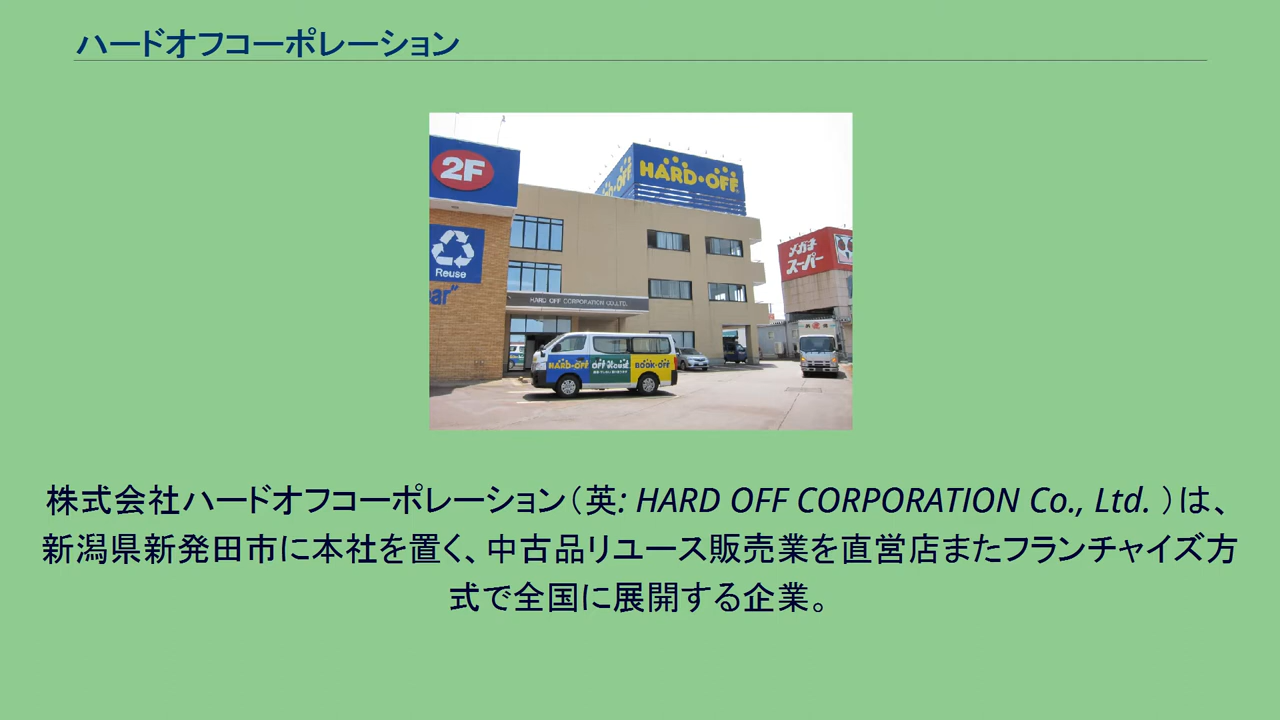 ハードオフコーポレーション
2F
HARD・OFF
Reuse
メガネ
スーパー
HARD OFF CORPORATION CO.,LTD.
HARD・OFF
OFF House
BOOK・OFF
株式会社ハードオフコーポレーション（英: HARD OFF CORPORATION Co., Ltd. ）は、
新潟県新発田市に本社を置く、中古品リユース販売業を直営店またフランチャイズ方
式で全国に展開する企業。